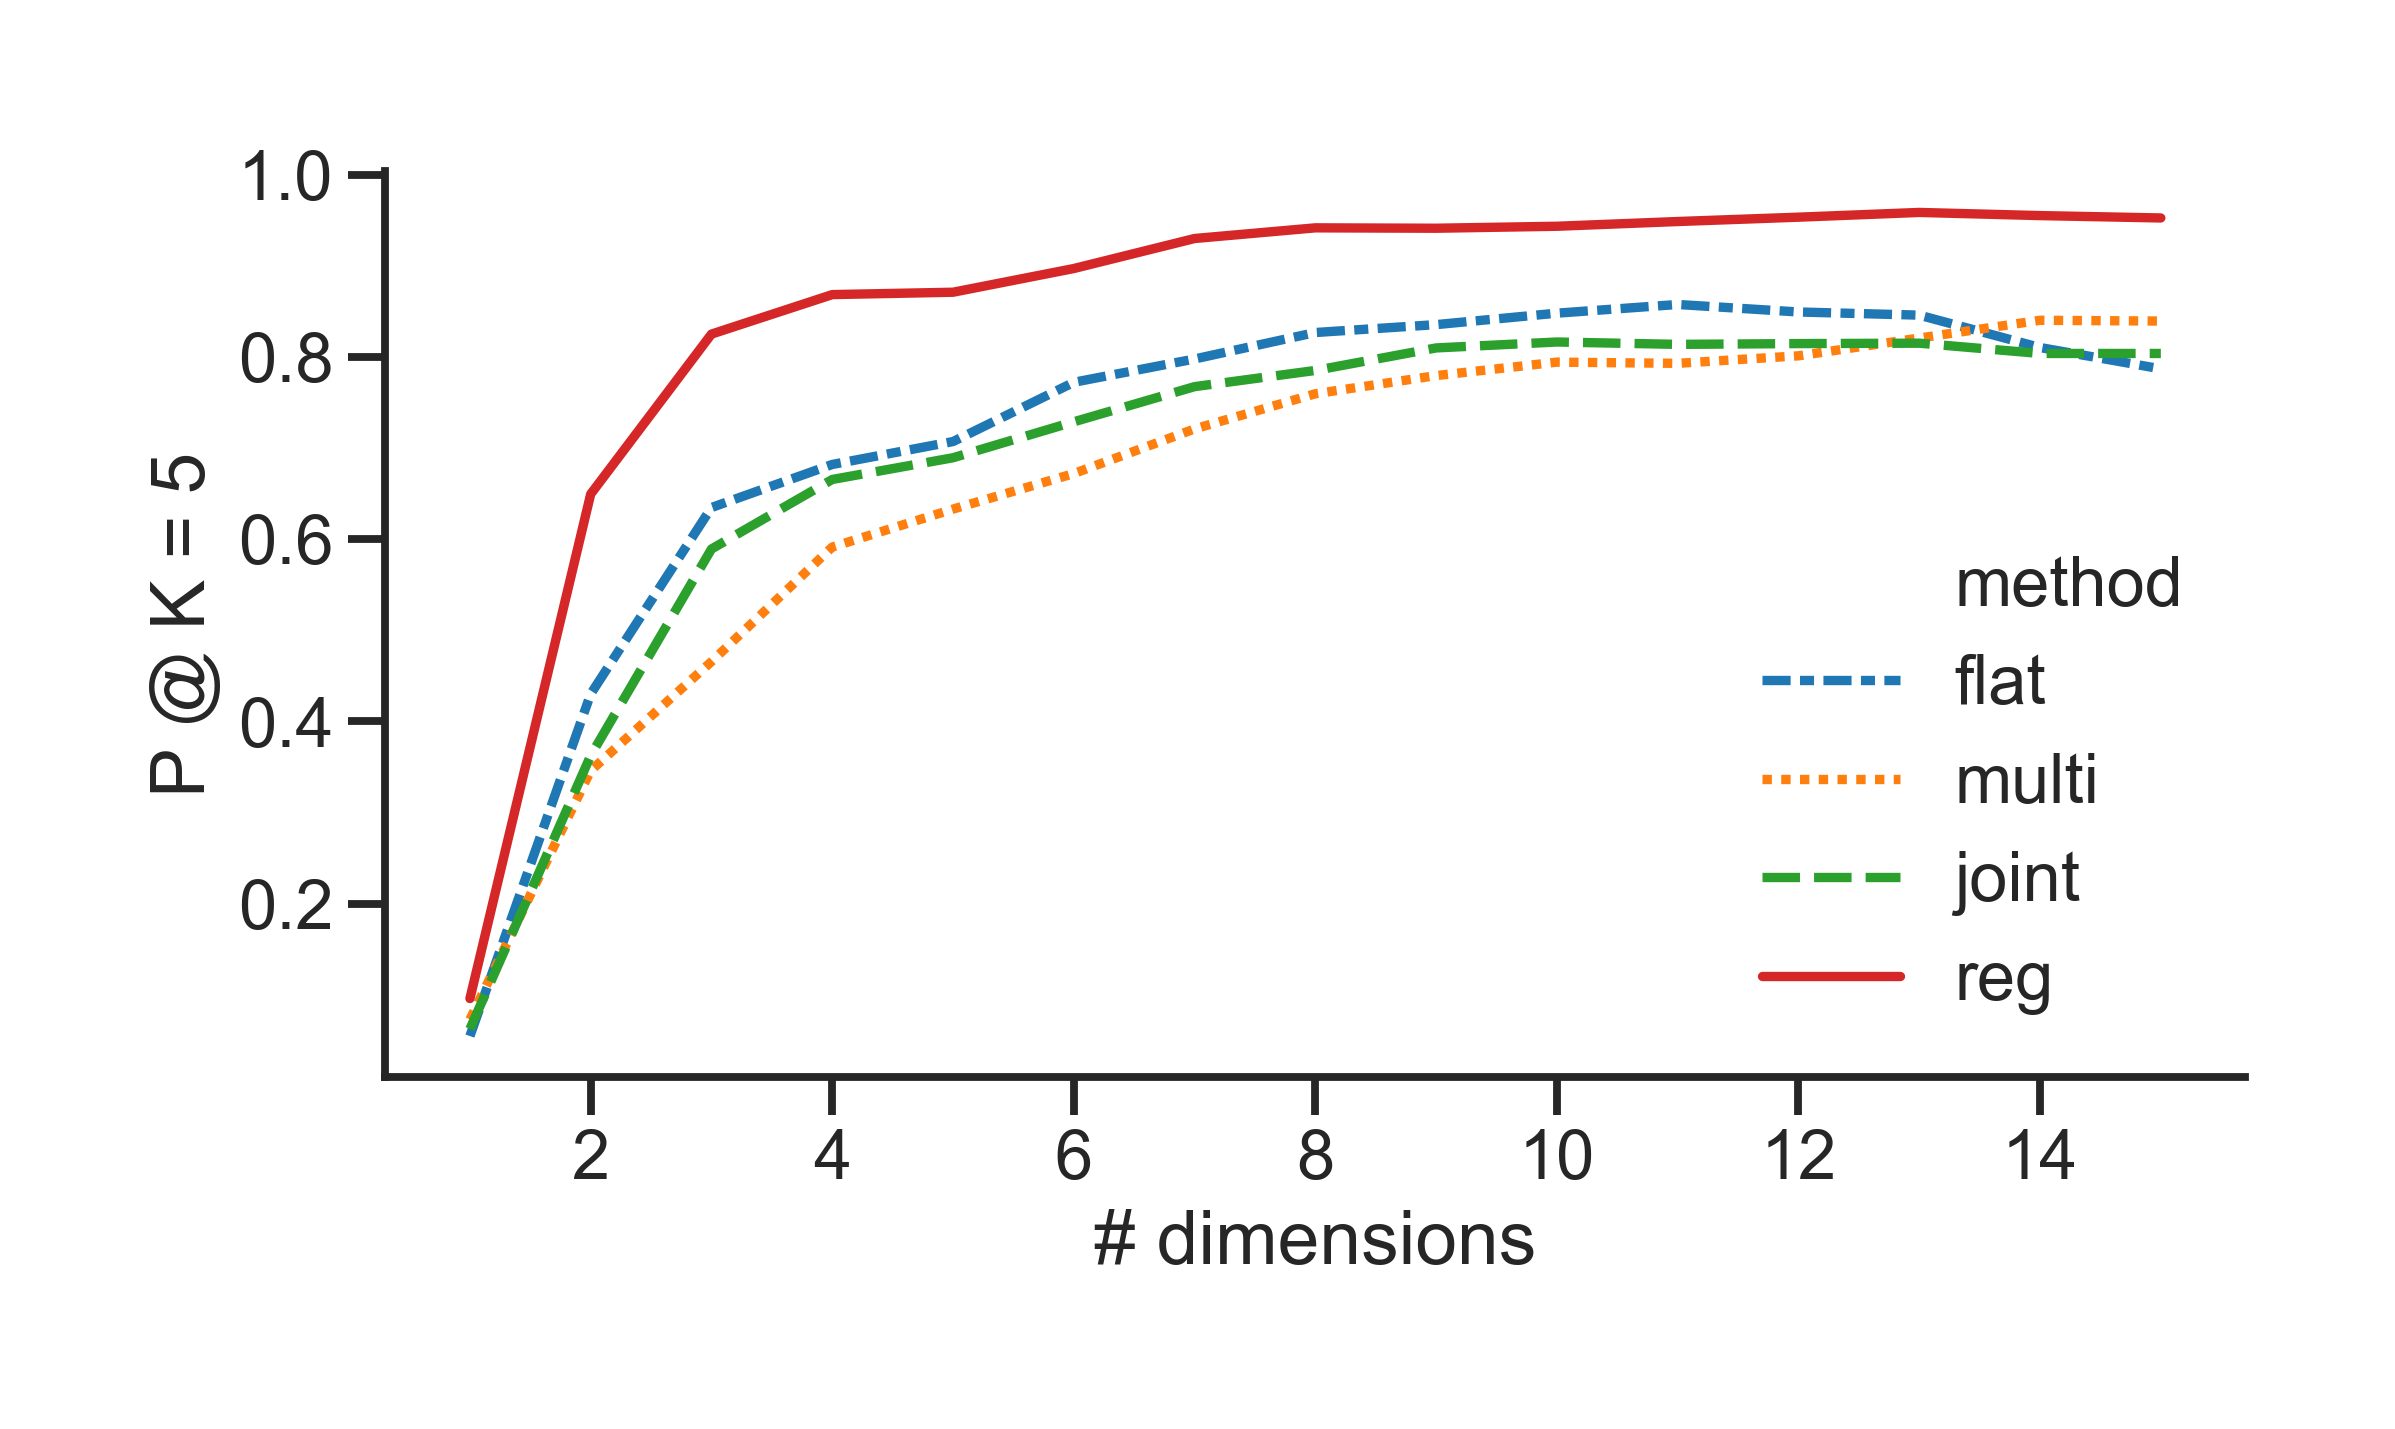 1.0
0.8
0.6
0.4
0.2
P @ K = 5
2 4 6 8 10 12 14
# dimensions
method
flat
multi
joint
reg